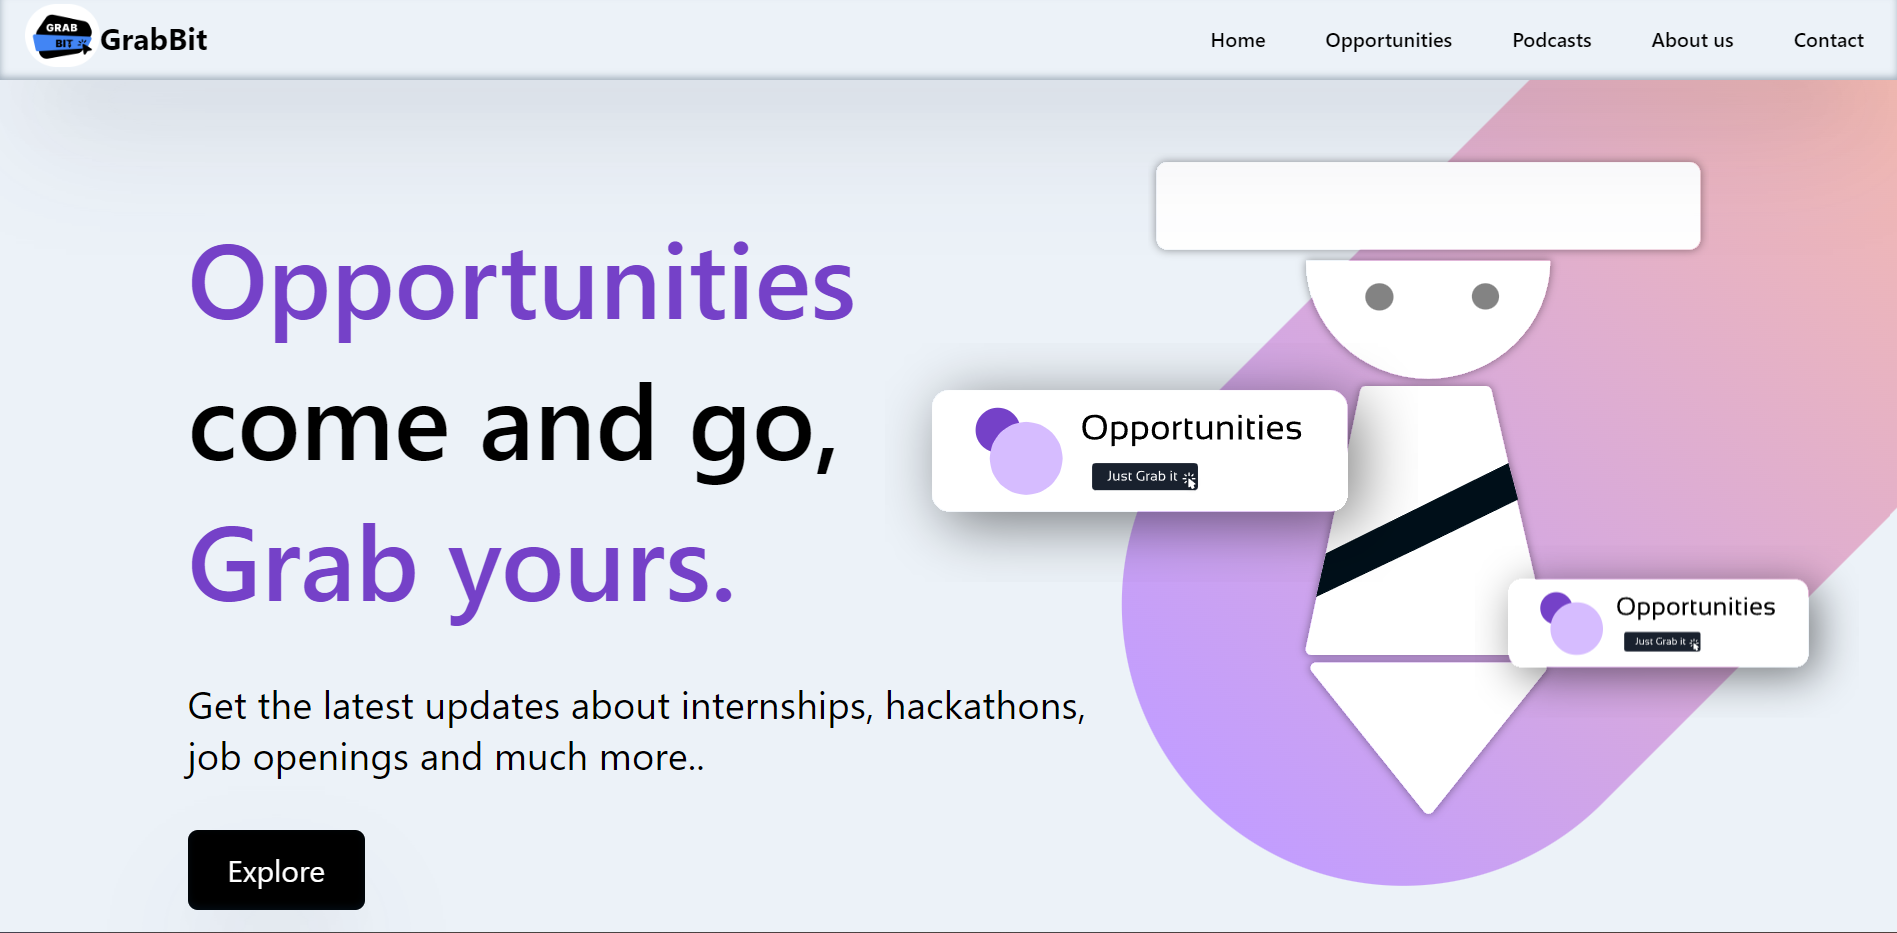 GRAB
BIT
GrabBit
Home
Opportunities
Podcasts
About us
Contact
Opportunities
come and go,
Grab yours.
Get the latest updates about internships, hackathons,
job openings and much more..
Explore
Opportunities
Just Grab it
Opportunities
Just Grab it